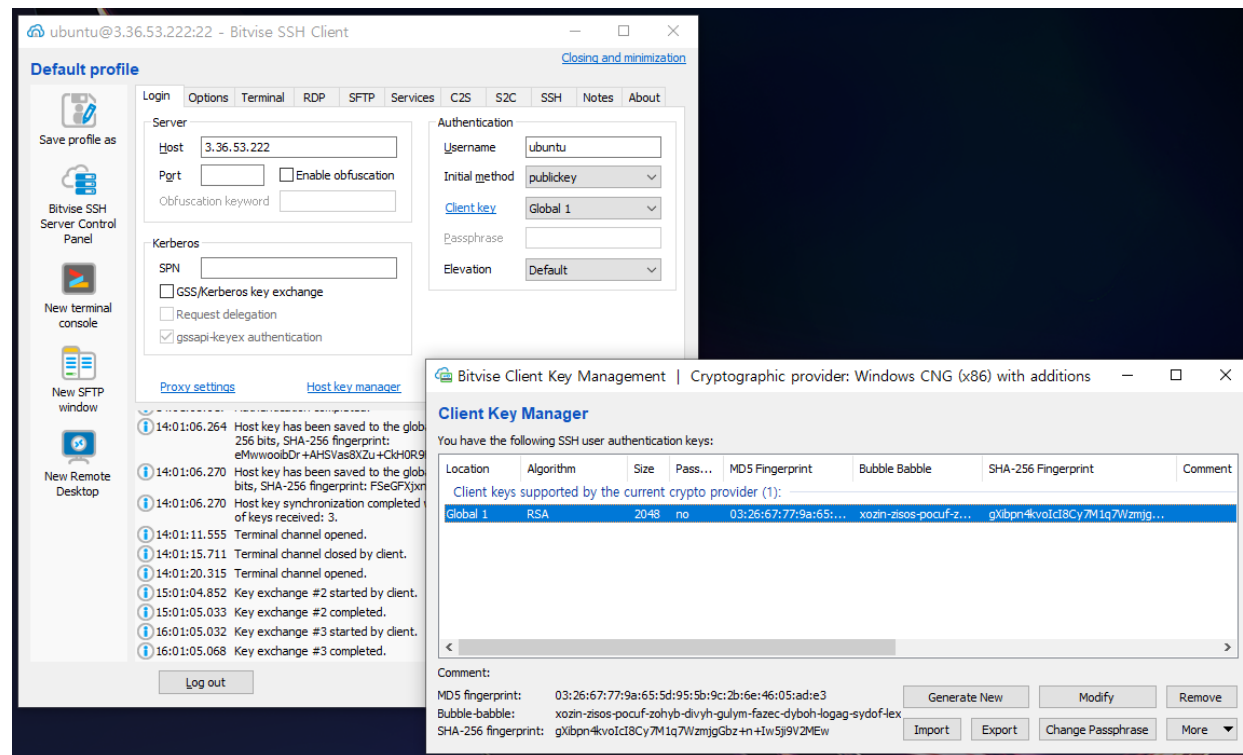 ubuntu@3.36.53.222:22 - Bitvise SSH Client
Closing and minimization
Default profile
Save profile as
Bitvise SSH
Server Control
Panel
New terminal
console
New SFTP
window
New Remote
Desktop
Login Options Terminal RDP SFTP Services C2S S2C SSH Notes About
Server
Host 3.36.53.222
Port Enable obfuscation
Obfuscation keyword
Kerberos
SPN
GSS/Kerberos key exchange
Request delegation
gssapi-keyex authentication
Authentication
Username ubuntu
Initial method publickey
Client key Global 1
Passphrase
Elevation Default
Proxy settings Host key manager
14:01:06.264 Host key has been saved to the glob
256 bits, SHA-256 fingerprint:
eMwwooibDr+AHSVas8XZu+CkH0R9
14:01:06.270 Host key has been saved to the glob
bits, SHA-256 fingerprint: FSeGFXjxn
14:01:06.270 Host key synchronization completed
of keys received: 3.
14:01:11.555 Terminal channel opened.
14:01:15.711 Terminal channel closed by client.
14:01:20.315 Terminal channel opened.
15:01:04.852 Key exchange #2 started by client.
15:01:05.033 Key exchange #2 completed.
16:01:05.032 Key exchange #3 started by client.
16:01:05.068 Key exchange #3 completed.
Log out
Bitvise Client Key Management | Cryptographic provider: Windows CNG (x86) with additions
Client Key Manager
You have the following SSH user authentication keys:
Location Algorithm Size Pass... MD5 Fingerprint Bubble Babble SHA-256 Fingerprint Comment
Client keys supported by the current crypto provider (1):
Global 1 RSA 2048 no 03:26:67:77:9a:65:... xozin-zisos-pocuf-z... gXibpn4kvoIcI8Cy7M1q7Wzmjg...
Comment:
MD5 fingerprint: 03:26:67:77:9a:65:5d:95:5b:9c:2b:6e:46:05:ad:e3
Bubble-babble: xozin-zisos-pocuf-zohyb-divyh-gulym-fazec-dyboh-logag-sydof-lex
SHA-256 fingerprint: gXibpn4kvoIcI8Cy7M1q7WzmjgGbz+n+Iw5ji9V2MEw
Generate New Modify Remove
Import Export Change Passphrase More